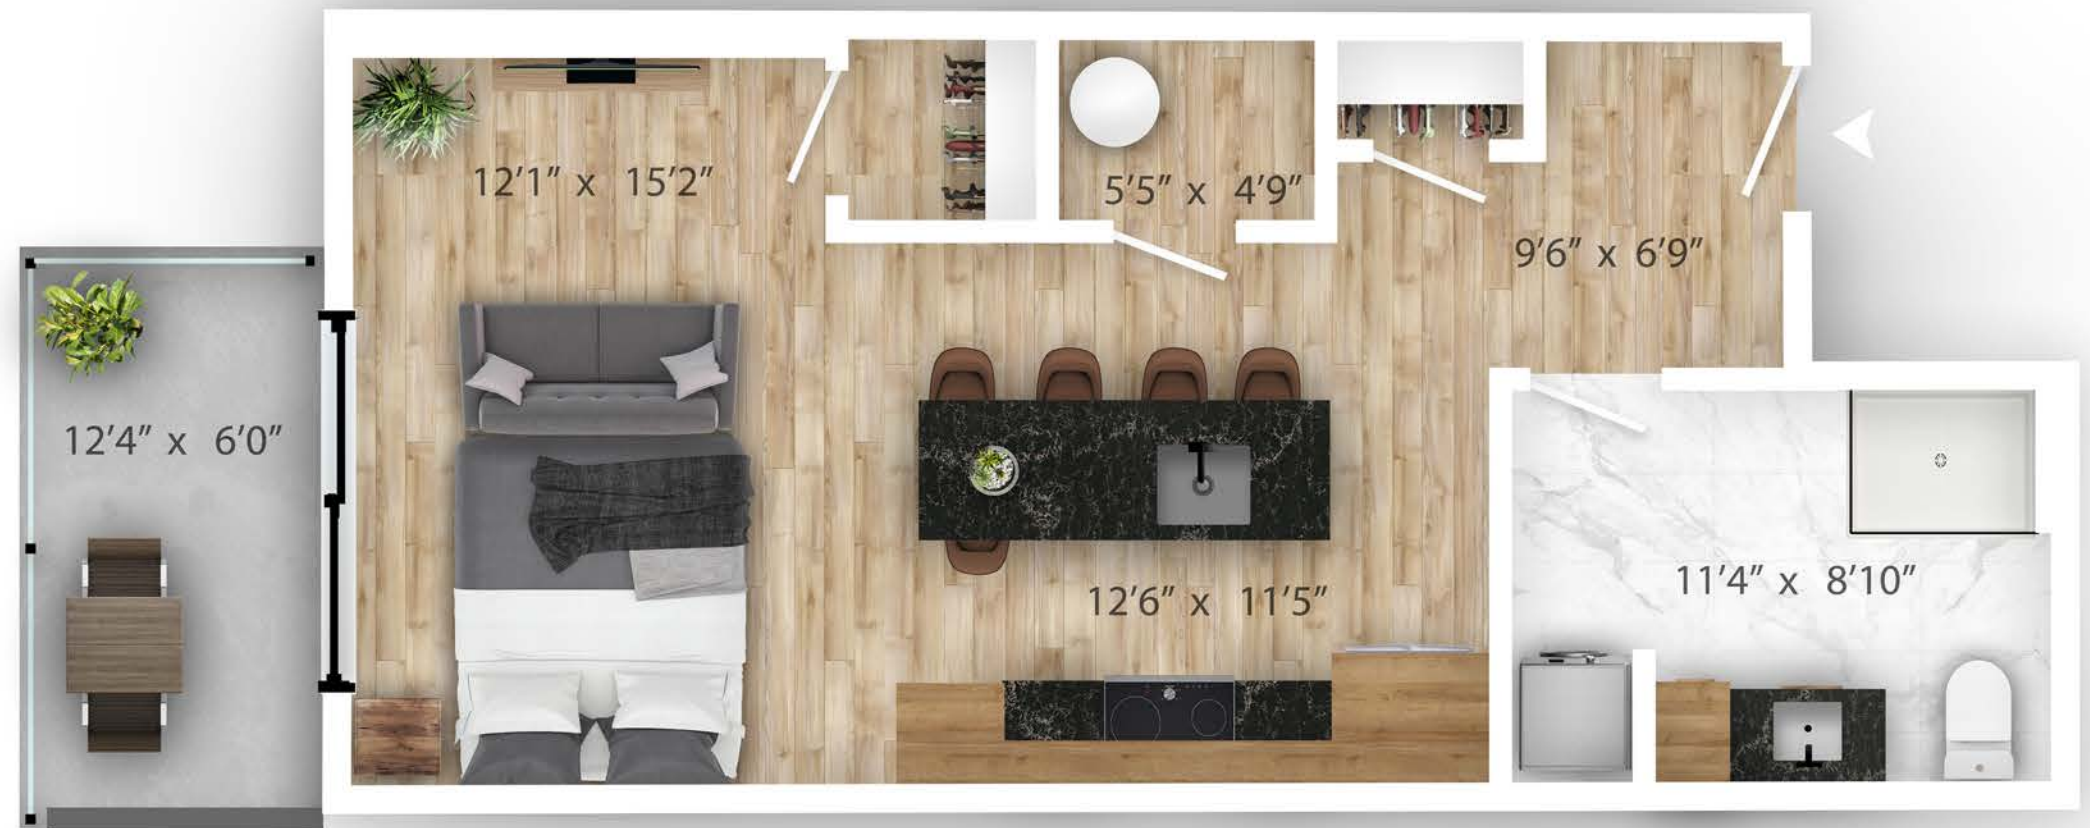 12’1” x 15’2”
5’5” x 4’9”
9’6” x 6’9”
12’4” x 6’0”
11’4” x 8’10”
12’6” x 11’5”